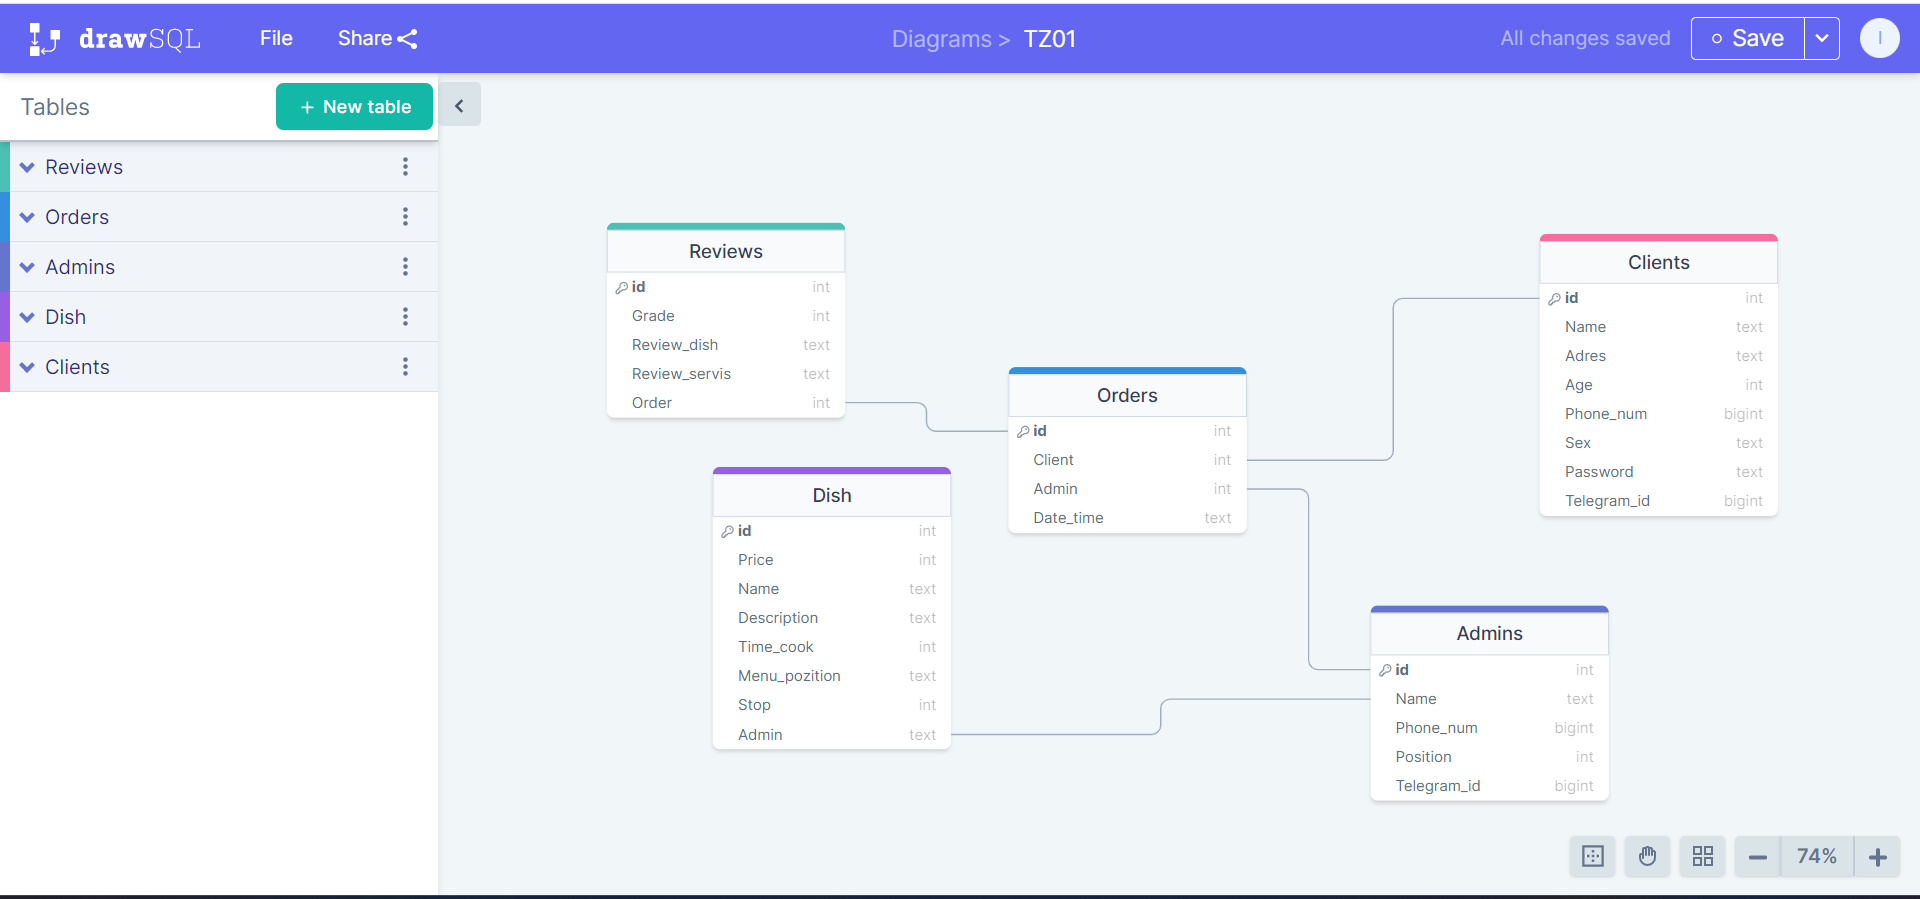 drawSQL File Share Diagrams > TZ01 All changes saved Save I
Tables + New table
Reviews
Orders
Admins
Dish
Clients
Reviews
id int
Grade int
Review_dish text
Review_servis text
Order int
Orders
id int
Client int
Admin int
Date_time text
Clients
id int
Name text
Adres text
Age int
Phone_num bigint
Sex text
Password text
Telegram_id bigint
Dish
id int
Price int
Name text
Description text
Time_cook int
Menu_pozition text
Stop int
Admin text
Admins
id int
Name text
Phone_num bigint
Position int
Telegram_id bigint
74%